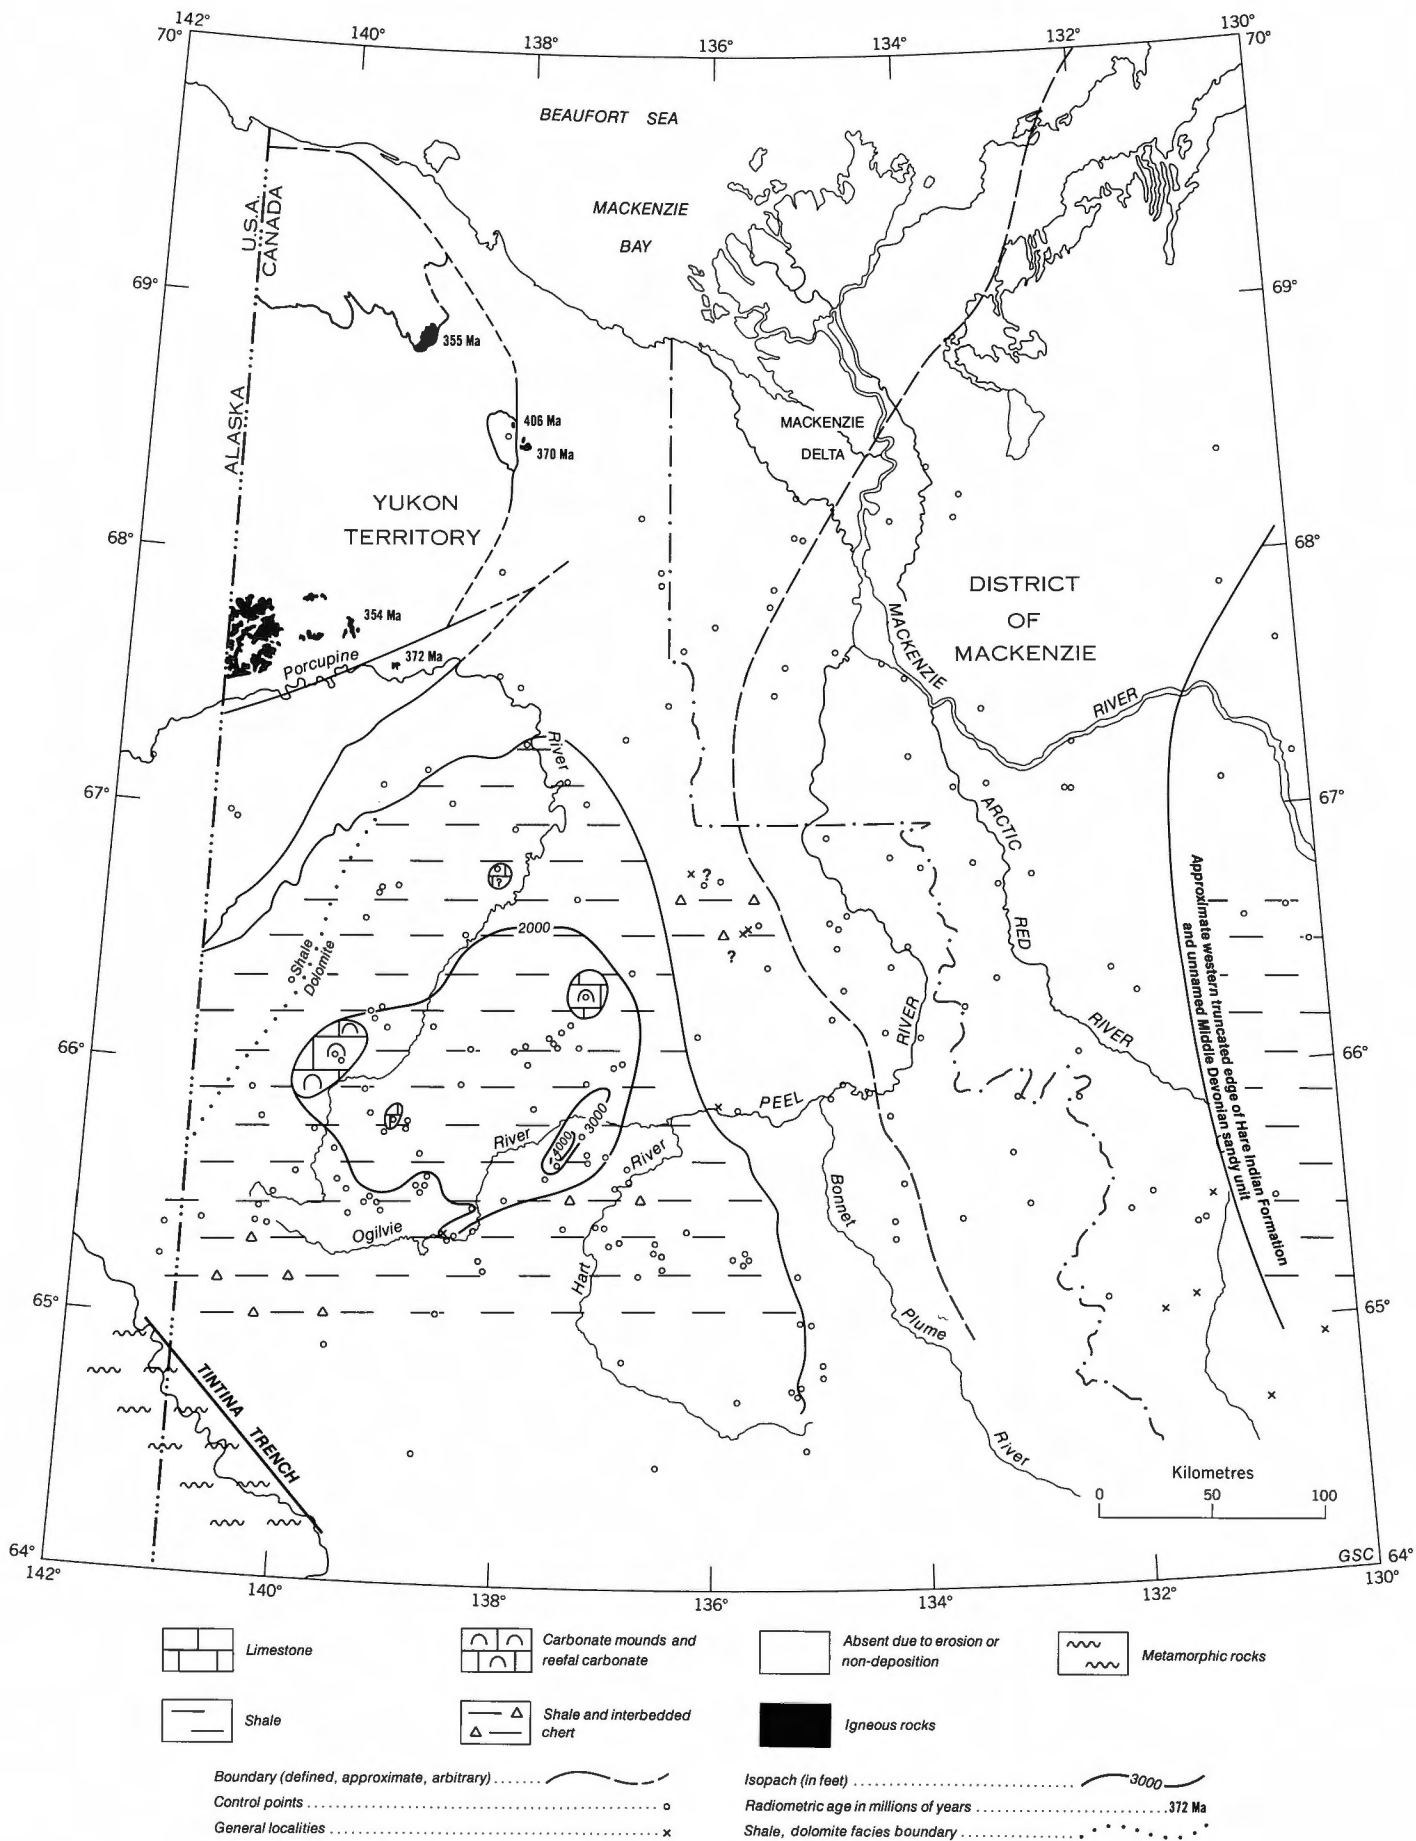 142°
140°
138°
136°
134°
132°
130°
70°
70°
BEAUFORT SEA
MACKENZIE
BAY
U.S.A.
CANADA
69°
69°
355 Ma
ALASKA
406 Ma
370 Ma
MACKENZIE
DELTA
YUKON
TERRITORY
68°
68°
DISTRICT
OF
MACKENZIE
354 Ma
372 Ma
Porcupine
MACKENZIE
RIVER
River
67°
67°
ARCTIC
RED
RIVER
?
?
?
2000
Shale
Dolomite
Approximate western truncated edge of Hare Indian Formation
and unnamed Middle Devonian sandy unit
66°
66°
RIVER
PEEL
3000
4000
River
River
Bonnet
Ogilvie
Hart
65°
65°
Plume
River
TINTINA TRENCH
Kilometres
0 50 100
GSC
64°
64°
142°
140°
138°
136°
134°
132°
130°
Limestone
Carbonate mounds and
reefal carbonate
Absent due to erosion or
non-deposition
Metamorphic rocks
Shale
Shale and interbedded
chert
Igneous rocks
Boundary (defined, approximate, arbitrary)
Control points
General localities
Isopach (in feet) 3000
Radiometric age in millions of years 372 Ma
Shale, dolomite facies boundary